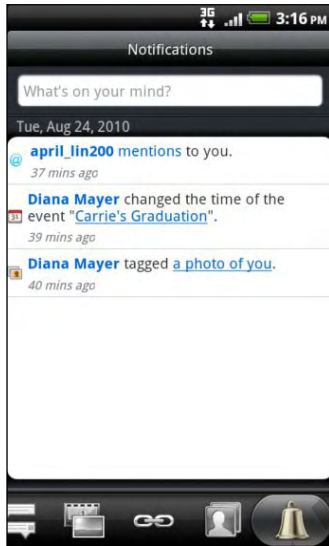 3G 3:16 PM
Notifications
What's on your mind?
Tue, Aug 24, 2010
@ april_lin200 mentions to you.
37 mins ago
Diana Mayer changed the time of the
31 event "Carrie's Graduation".
39 mins ago
Diana Mayer tagged a photo of you.
40 mins ago